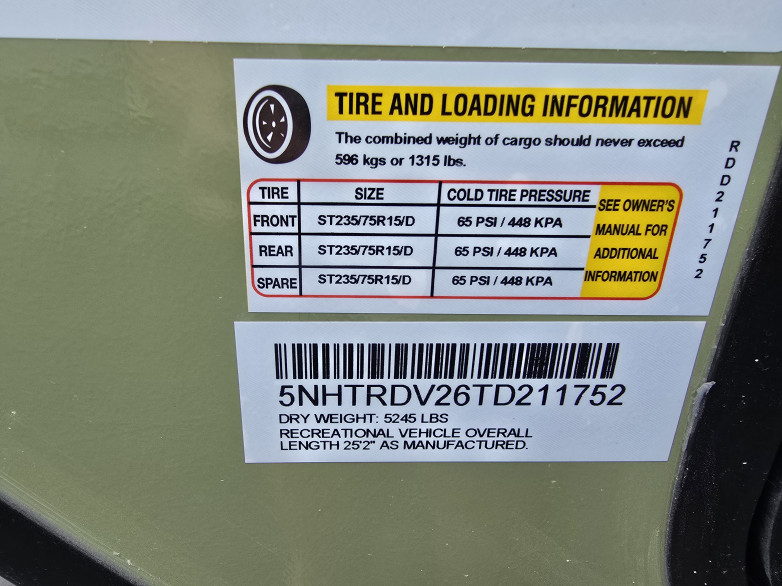 TIRE AND LOADING INFORMATION
The combined weight of cargo should never exceed
596 kgs or 1315 lbs.
TIRE SIZE COLD TIRE PRESSURE
FRONT ST235/75R15/D 65 PSI / 448 KPA
REAR ST235/75R15/D 65 PSI / 448 KPA
SPARE ST235/75R15/D 65 PSI / 448 KPA
SEE OWNER'S
MANUAL FOR
ADDITIONAL
INFORMATION
RDD211752
5NHTRDV26TD211752
DRY WEIGHT: 5245 LBS
RECREATIONAL VEHICLE OVERALL
LENGTH 25'2" AS MANUFACTURED.